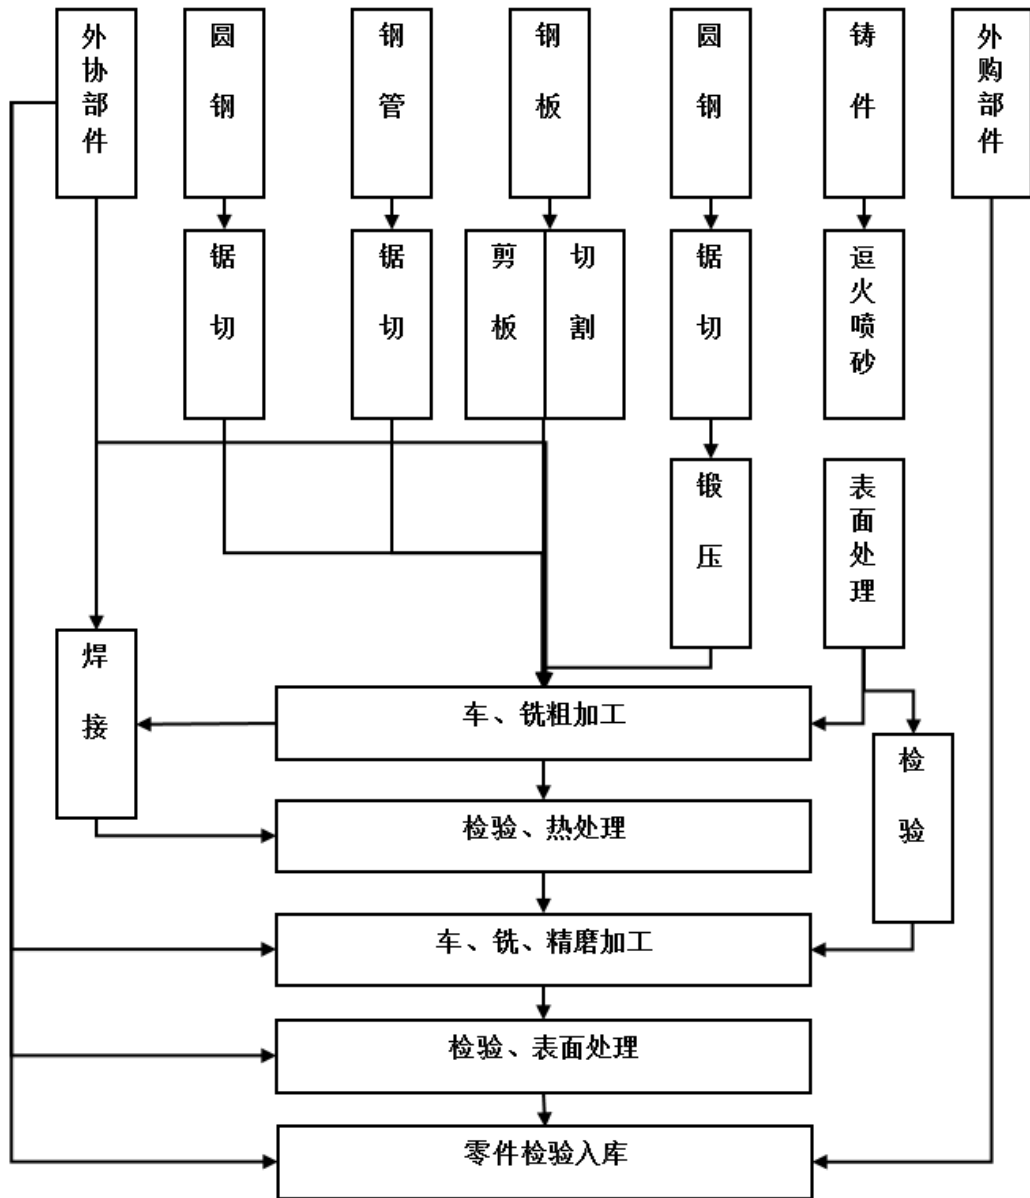 外协部件
圆钢
钢管
钢板
圆钢
铸件
外购部件
锯切
锯切
剪板
切割
锯切
逗火喷砂
锻压
表面处理
焊接
车、铣粗加工
检验
检验、热处理
车、铣、精磨加工
检验、表面处理
零件检验入库